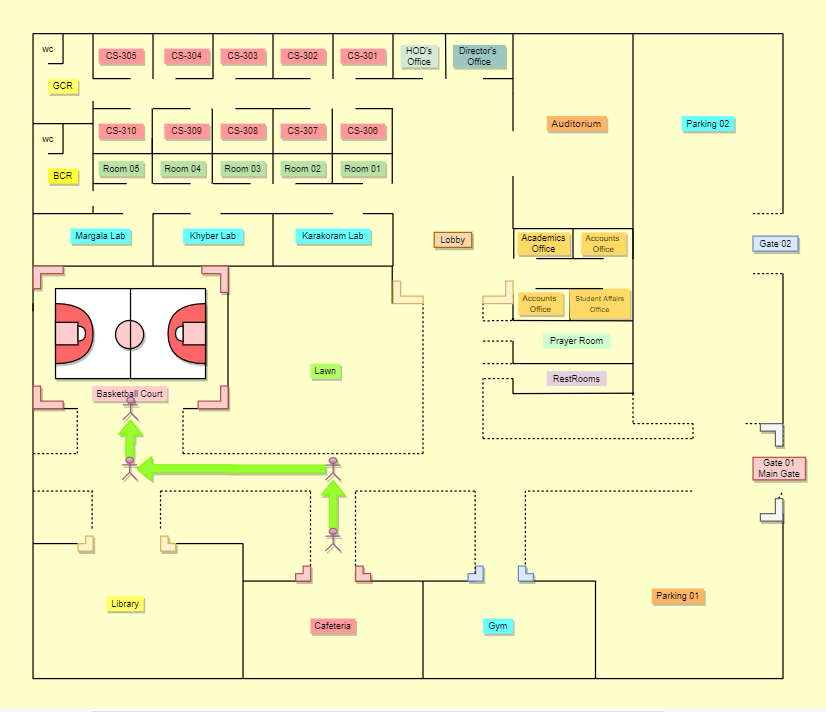 wc
CS-305
CS-304
CS-303
CS-302
CS-301
HOD's
Office
Director's
Office
GCR
Auditorium
Parking 02
wc
CS-310
CS-309
CS-308
CS-307
CS-306
BCR
Room 05
Room 04
Room 03
Room 02
Room 01
Margala Lab
Khyber Lab
Karakoram Lab
Lobby
Academics
Office
Accounts
Office
Gate 02
Accounts
Office
Student Affairs
Office
Prayer Room
Lawn
RestRooms
Basketball Court
Gate 01
Main Gate
Library
Cafeteria
Gym
Parking 01